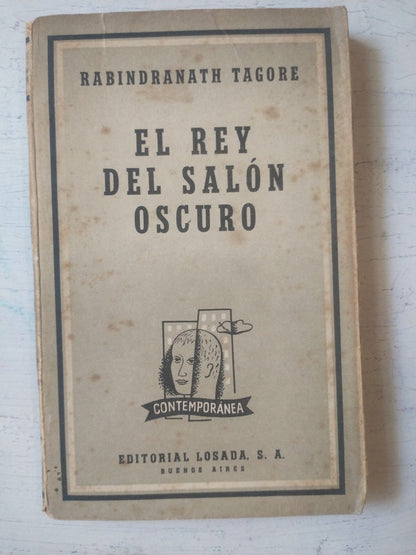 RABINDRANATH TAGORE
EL REY
DEL SALÓN
OSCURO
CONTEMPORÁNEA
EDITORIAL LOSADA, S. A.
BUENOS AIRES